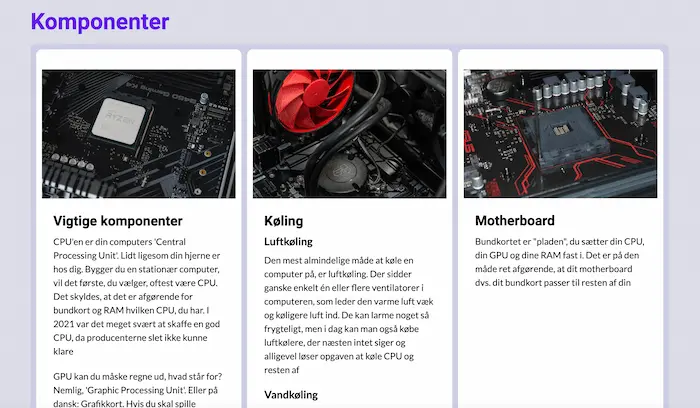 Komponenter
Vigtige komponenter
CPU'en er din computers 'Central
Processing Unit'. Lidt ligesom din hjerne er
hos dig. Bygger du en stationær computer,
vil det første, du vælger, oftest være CPU.
Det skyldes, at det er afgørende for
bundkort og RAM hvilken CPU, du har. I
2021 var det meget svært at skaffe en god
CPU, da producenterne slet ikke kunne
klare
GPU kan du måske regne ud, hvad står for?
Nemlig, 'Graphic Processing Unit'. Eller på
dansk: Grafikkort. Hvis du skal spille
Køling
Luftkøling
Den mest almindelige måde at køle en
computer på, er luftkøling. Der sidder
ganske enkelt én eller flere ventilatorer i
computeren, som leder den varme luft væk
og køligere luft ind. De kan larme noget så
frygteligt, men i dag kan man også købe
luftkølere, der næsten intet siger og
alligevel løser opgaven at køle CPU og
resten af
Vandkøling
Motherboard
Bundkortet er "pladen", du sætter din CPU,
din GPU og dine RAM fast i. Det er på den
måde ret afgørende, at dit motherboard
dvs. dit bundkort passer til resten af din